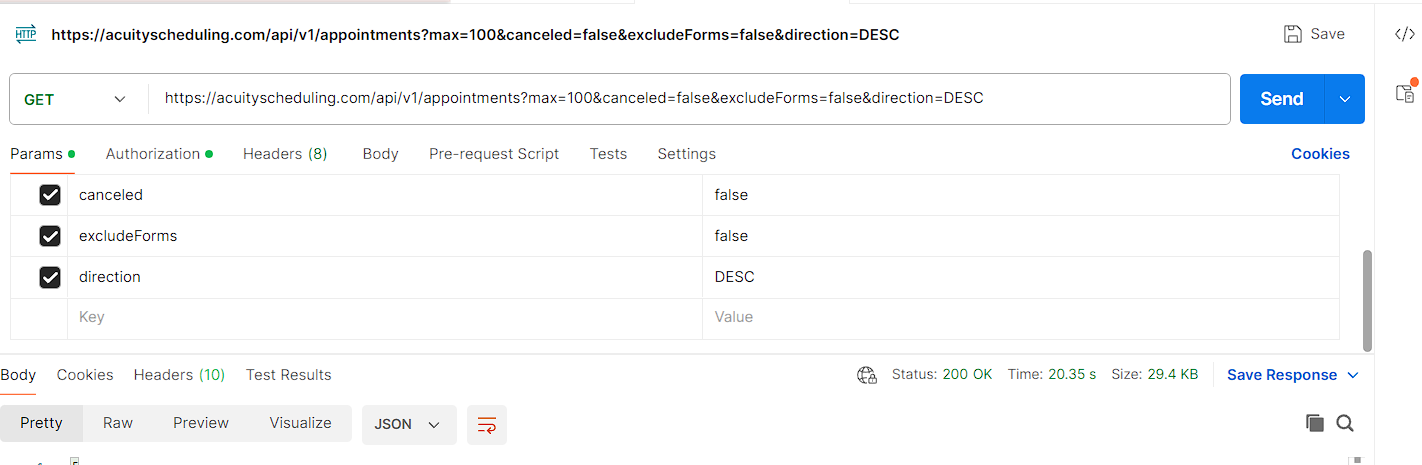 HTTP https://acuityscheduling.com/api/v1/appointments?max=100&canceled=false&excludeForms=false&direction=DESC Save </>
GET https://acuityscheduling.com/api/v1/appointments?max=100&canceled=false&excludeForms=false&direction=DESC Send
Params Authorization Headers (8) Body Pre-request Script Tests Settings Cookies
canceled false
excludeForms false
direction DESC
Key Value
Body Cookies Headers (10) Test Results Status: 200 OK Time: 20.35 s Size: 29.4 KB Save Response
Pretty Raw Preview Visualize JSON